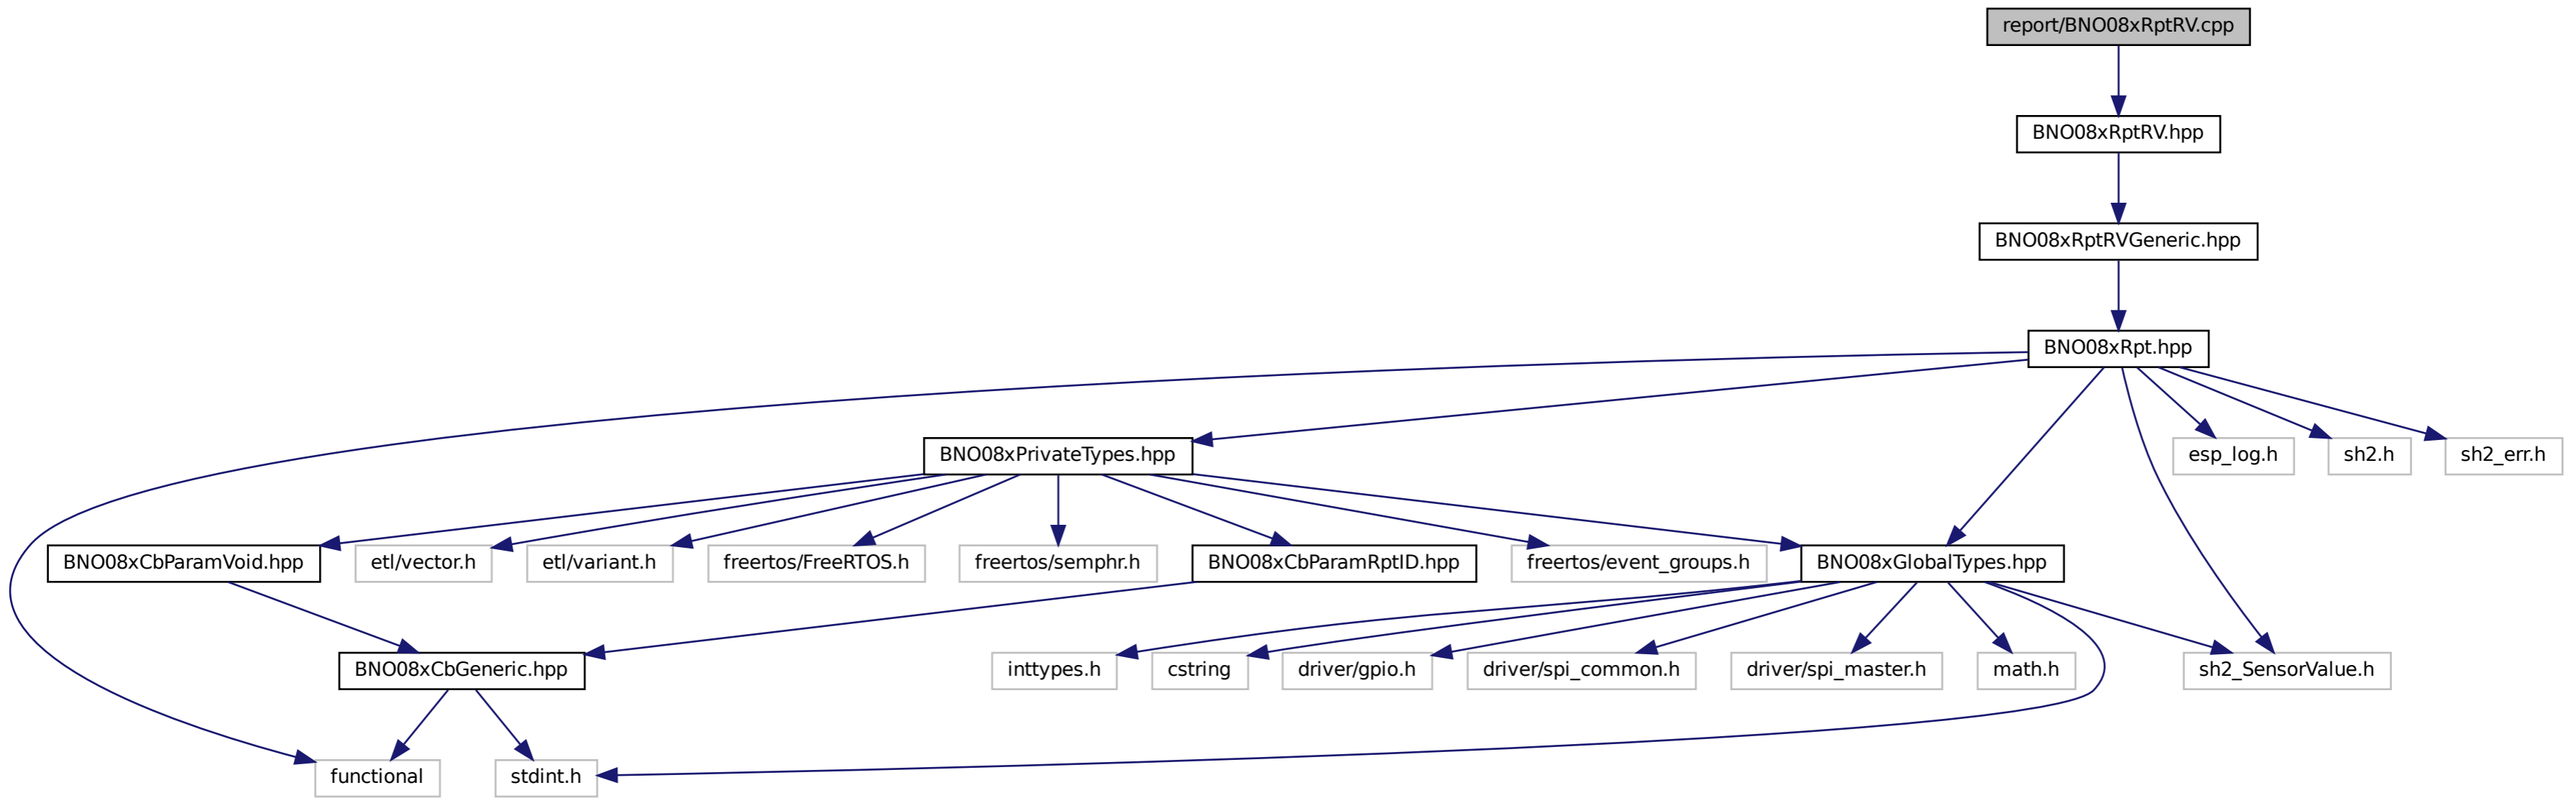 report/BNO08xRptRV.cpp
BNO08xRptRV.hpp
BNO08xRptRVGeneric.hpp
BNO08xRpt.hpp
BNO08xPrivateTypes.hpp
esp_log.h
sh2.h
sh2_err.h
BNO08xCbParamVoid.hpp
etl/vector.h
etl/variant.h
freertos/FreeRTOS.h
freertos/semphr.h
BNO08xCbParamRptID.hpp
freertos/event_groups.h
BNO08xGlobalTypes.hpp
BNO08xCbGeneric.hpp
inttypes.h
cstring
driver/gpio.h
driver/spi_common.h
driver/spi_master.h
math.h
sh2_SensorValue.h
functional
stdint.h